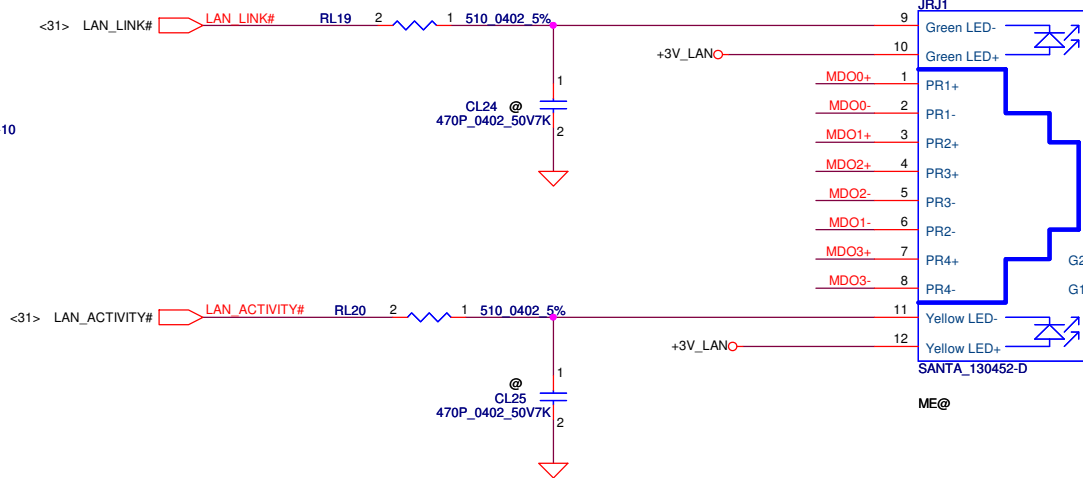 JRJ1
<31> LAN_LINK# LAN_LINK# RL19 2 1 510_0402_5% 9 Green LED-
+3V_LAN 10 Green LED+
MDO0+ 1 PR1+
1
CL24 @
470P_0402_50V7K
2
MDO0- 2 PR1-
10
MDO1+ 3 PR2+
MDO2+ 4 PR3+
MDO2- 5 PR3-
MDO1- 6 PR2-
MDO3+ 7 PR4+ G2
MDO3- 8 PR4- G1
<31> LAN_ACTIVITY# LAN_ACTIVITY# RL20 2 1 510_0402_5% 11 Yellow LED-
+3V_LAN 12 Yellow LED+
SANTA_130452-D
1
@
CL25
470P_0402_50V7K
2
ME@